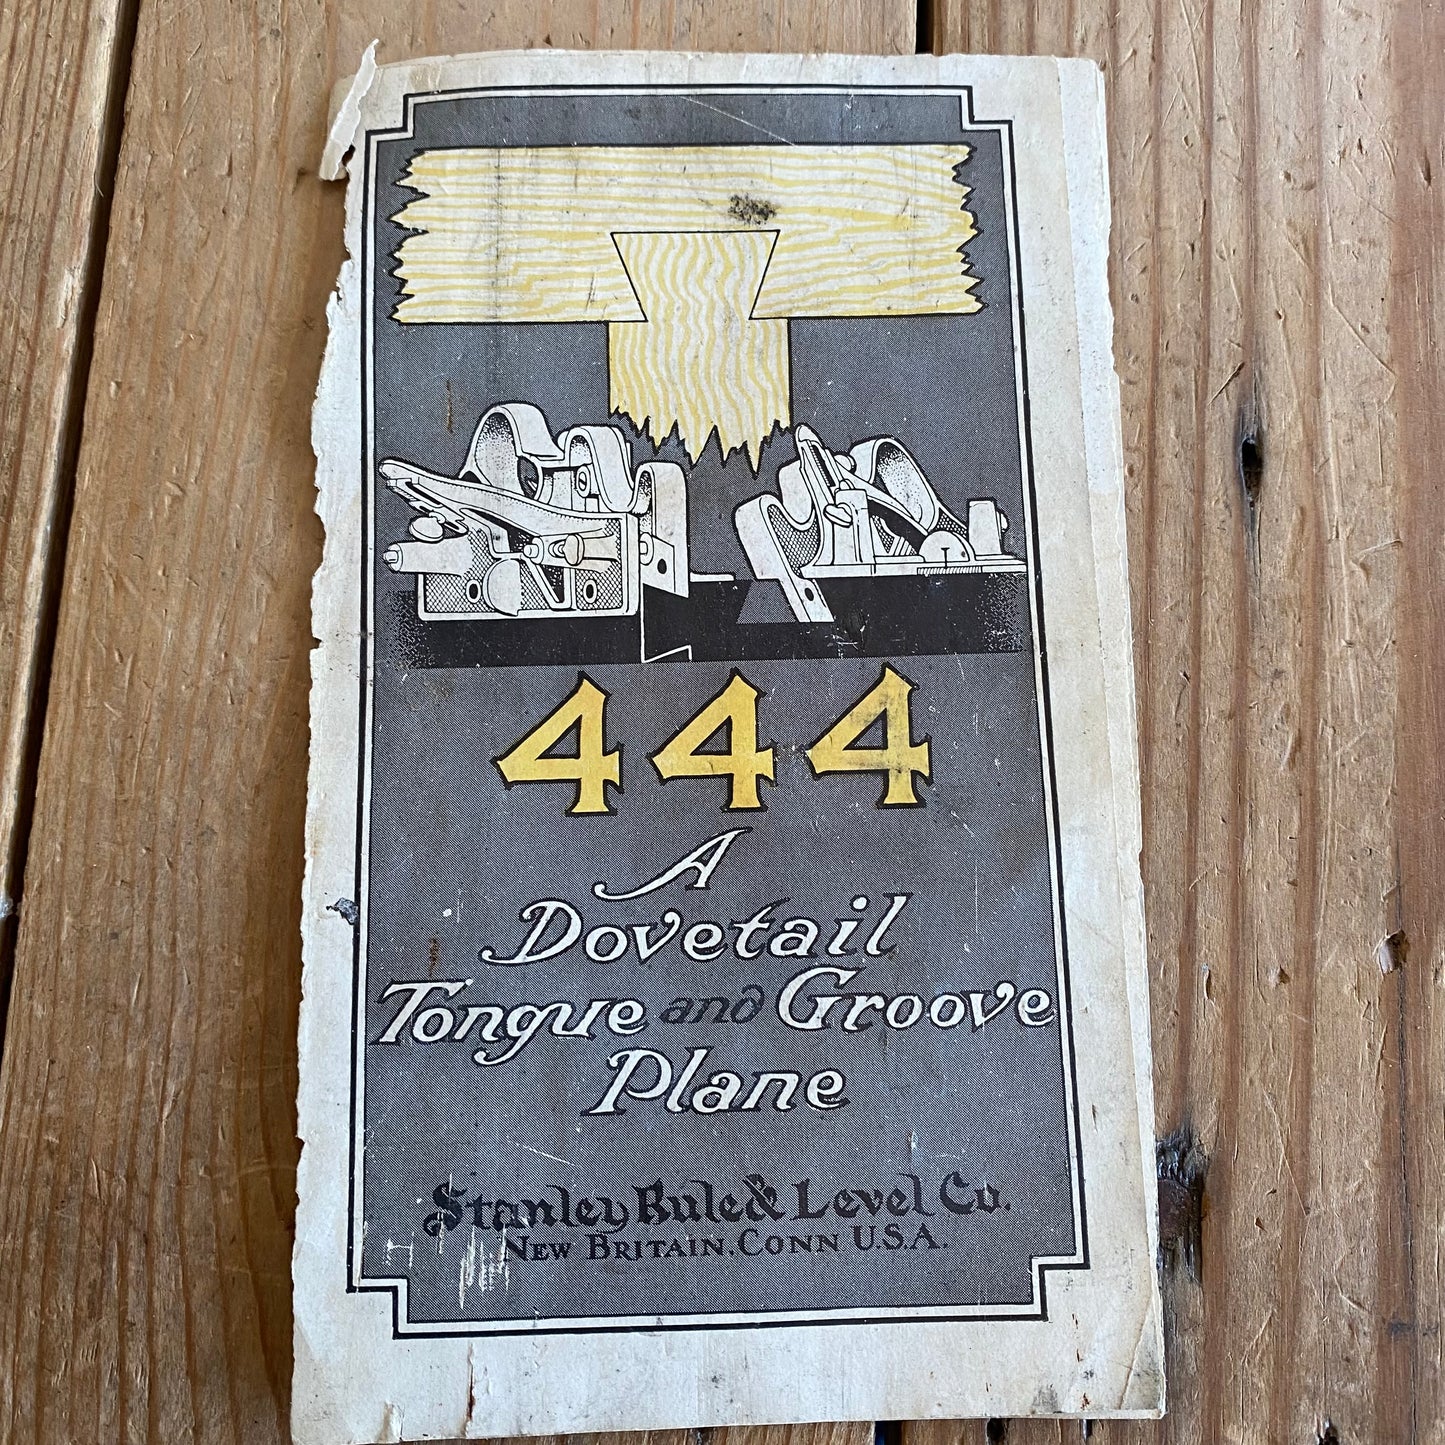 444
A
Dovetail
Tongue and Groove
Plane
Stanley Rule & Level Co.
NEW BRITAIN. CONN U.S.A.